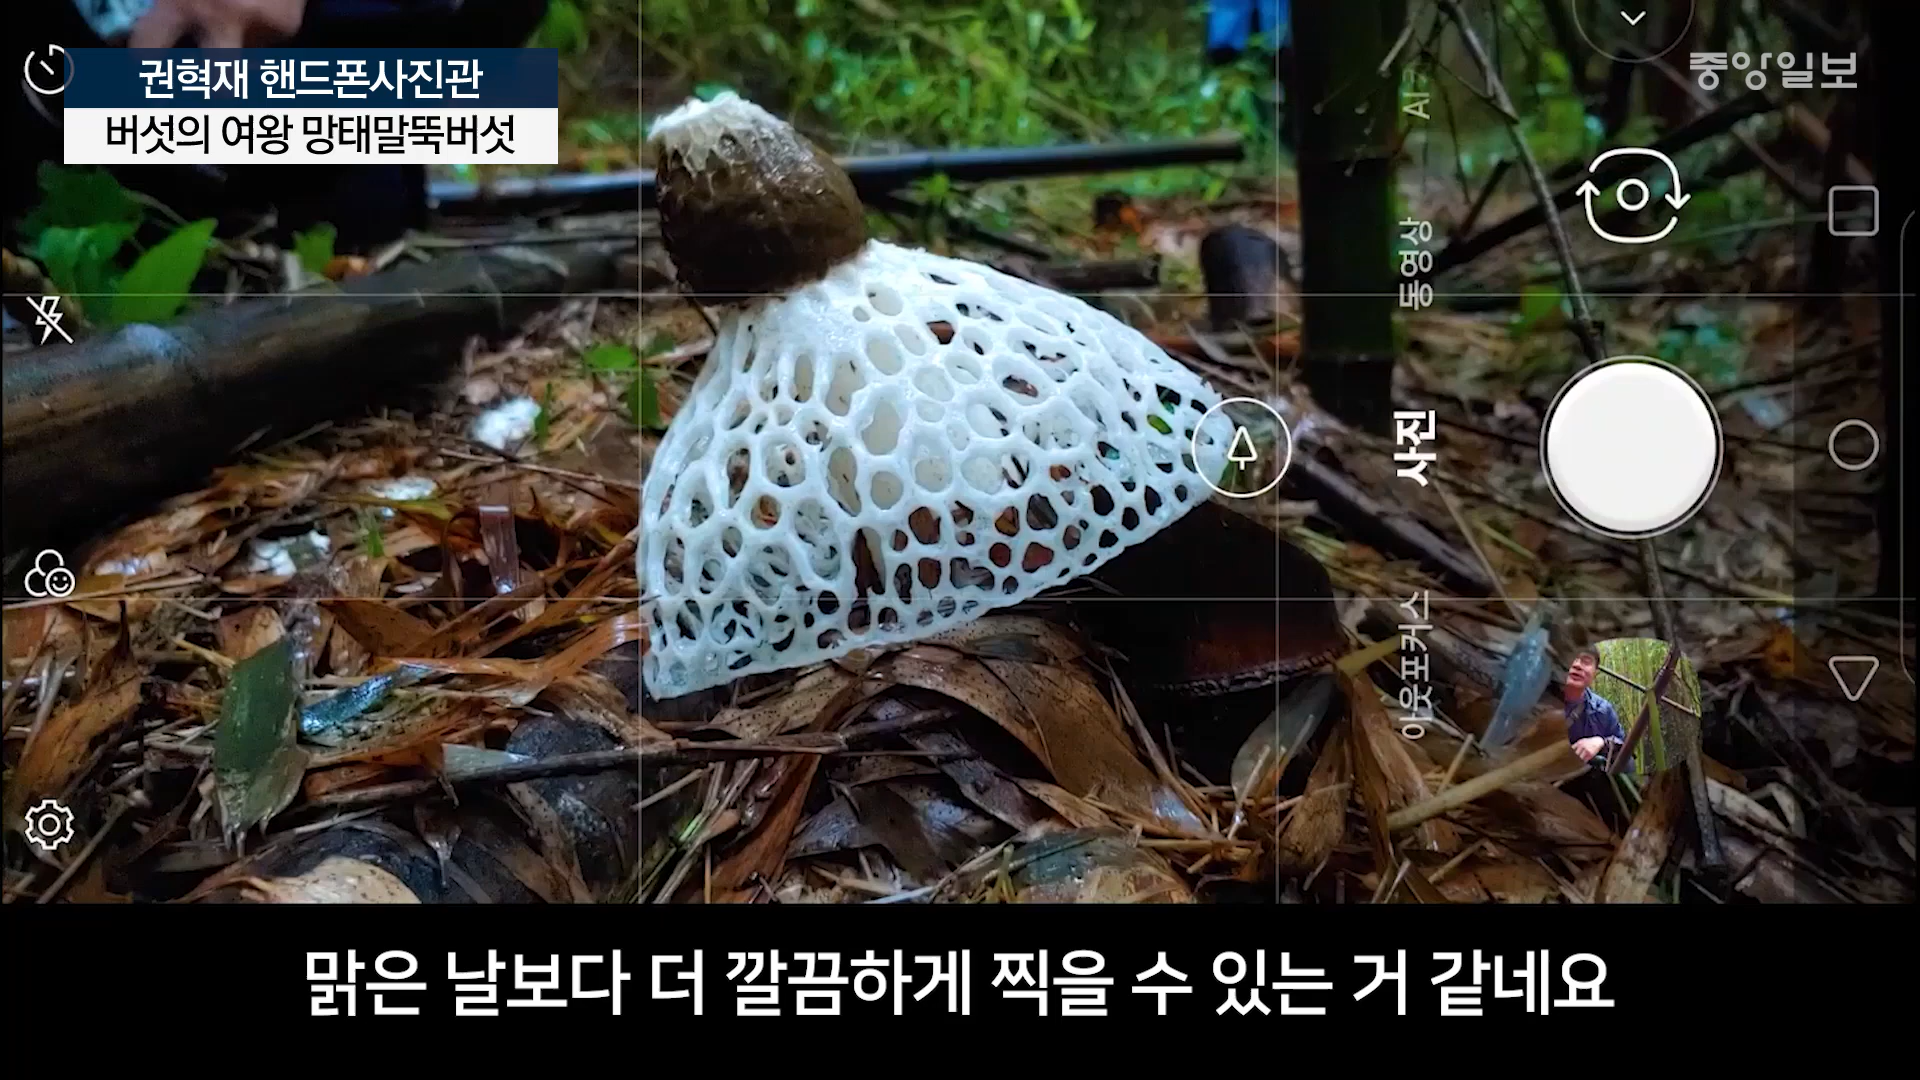 권혁재 핸드폰사진관
버섯의 여왕 망태말뚝버섯
중앙일보
동영상
사진
아웃포커스
맑은 날보다 더 깔끔하게 찍을 수 있는 거 같네요